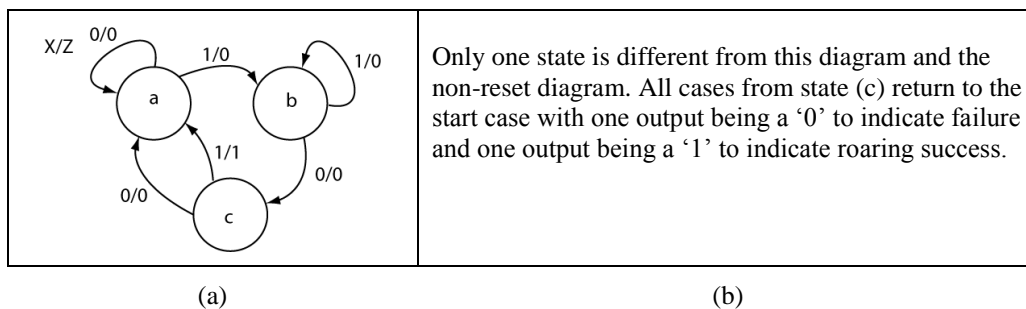 X/Z
0/0
1/0
1/0
a
b
1/1
0/0
0/0
c
Only one state is different from this diagram and the
non-reset diagram. All cases from state (c) return to the
start case with one output being a ‘0’ to indicate failure
and one output being a ‘1’ to indicate roaring success.
(a)
(b)